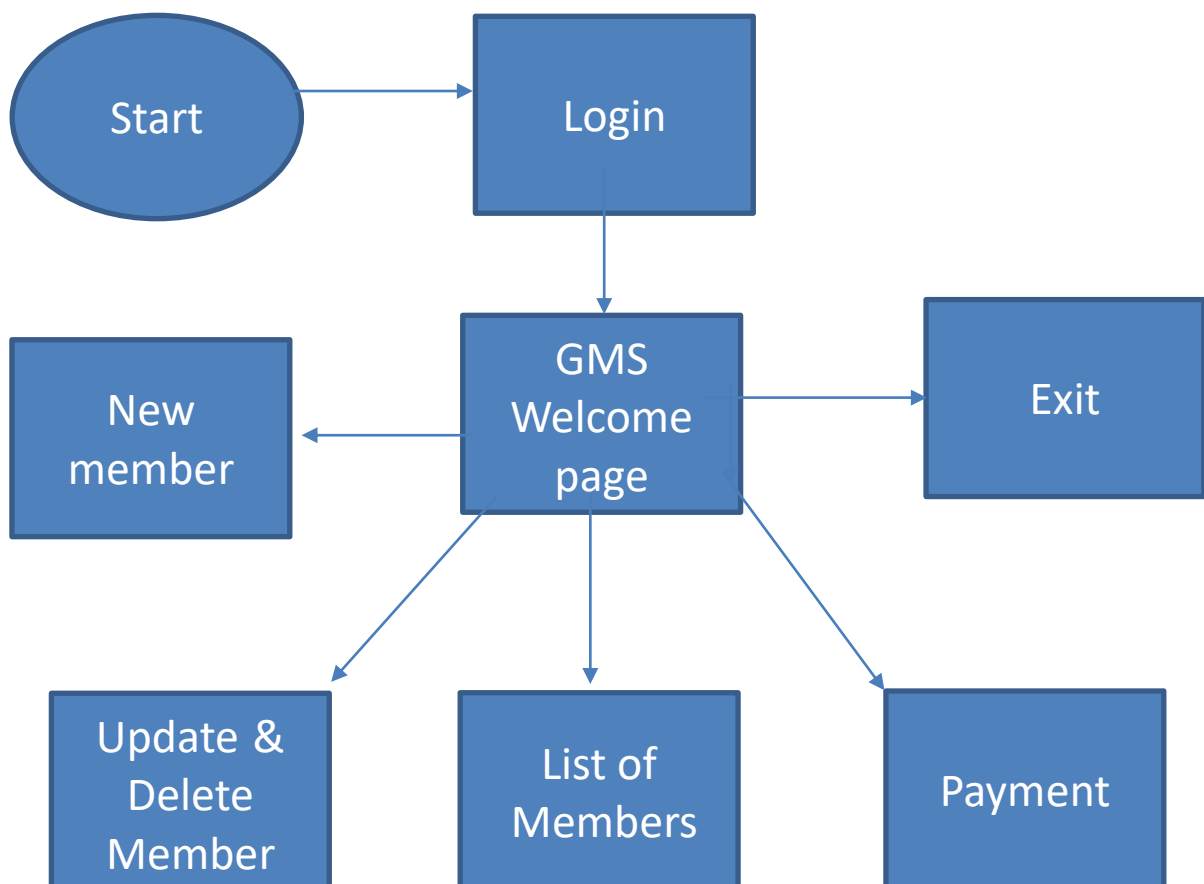 Start
Login
GMS
Welcome
page
Exit
New
member
Update &
Delete
Member
List of
Members
Payment